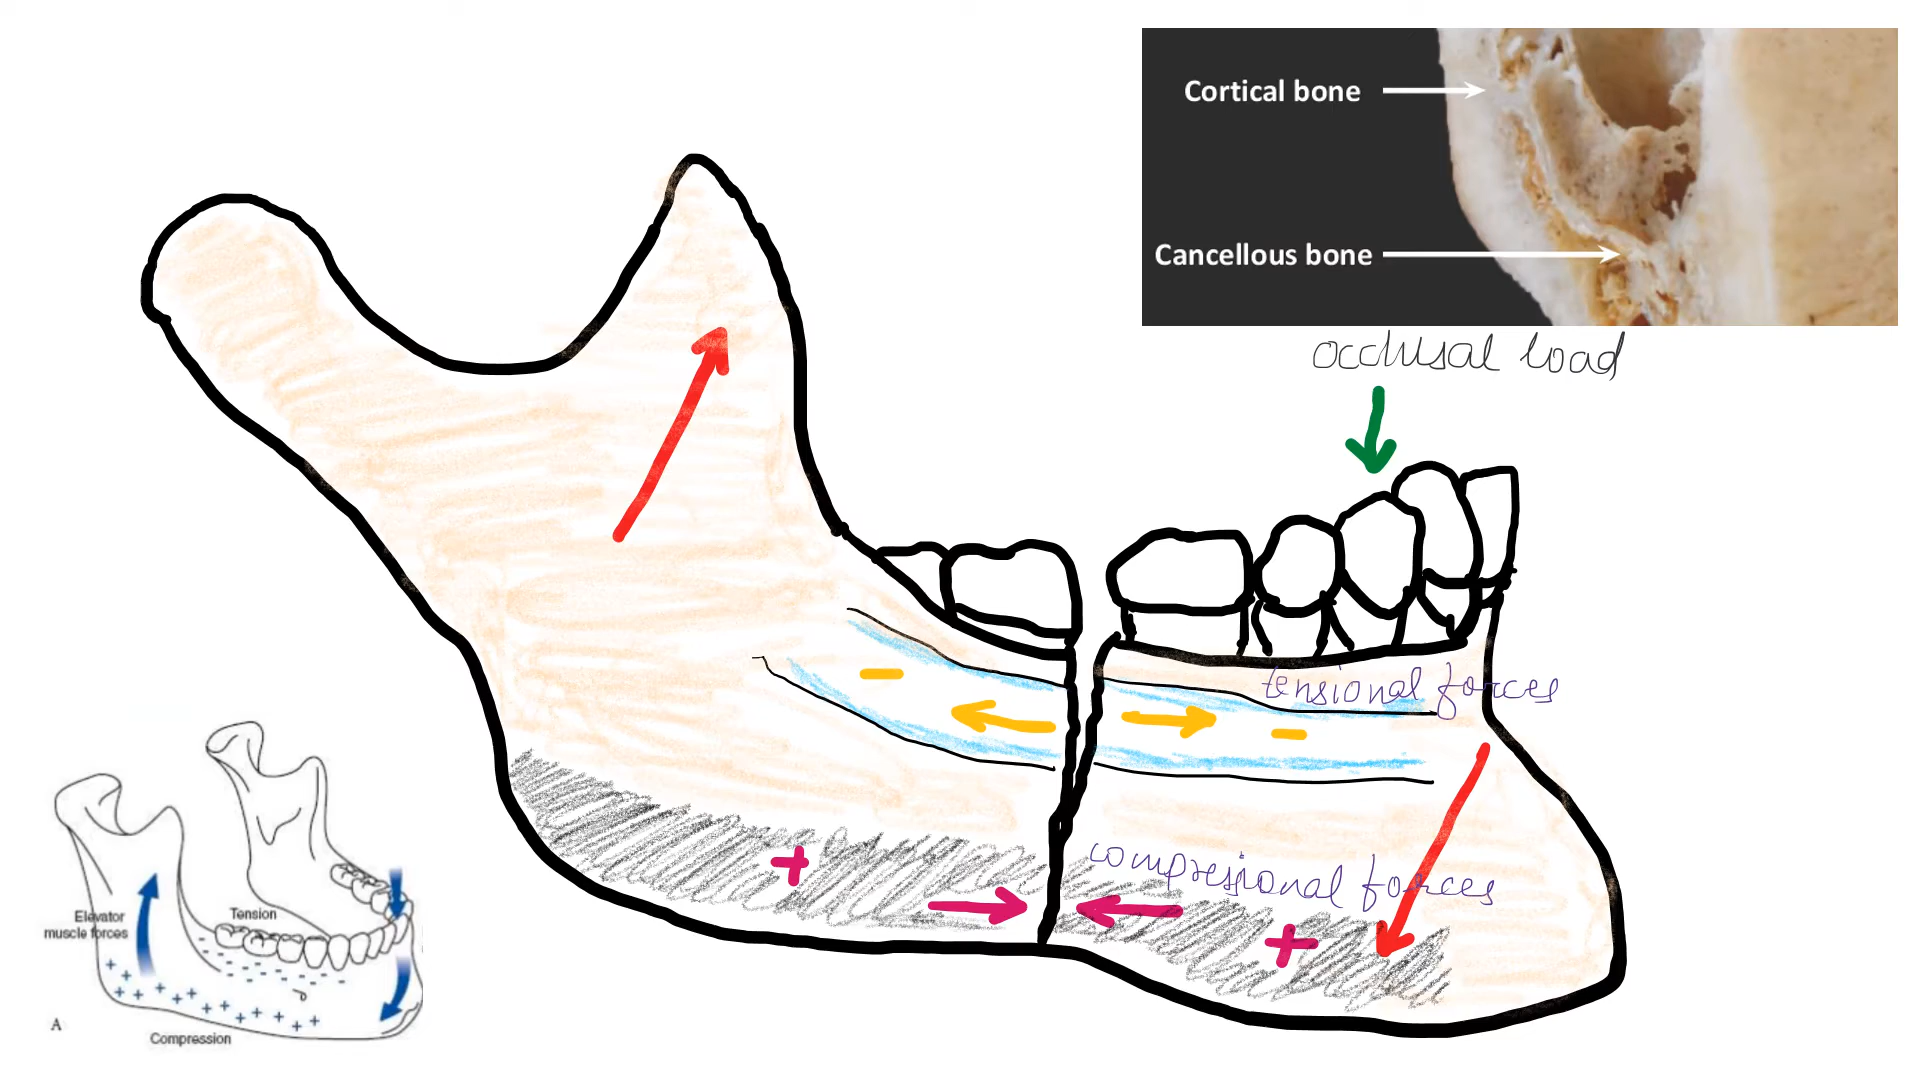 Cortical bone
Cancellous bone
occlusal load
tensional forces
compressional forces
Elevator
muscle forces
Tension
Compression
A